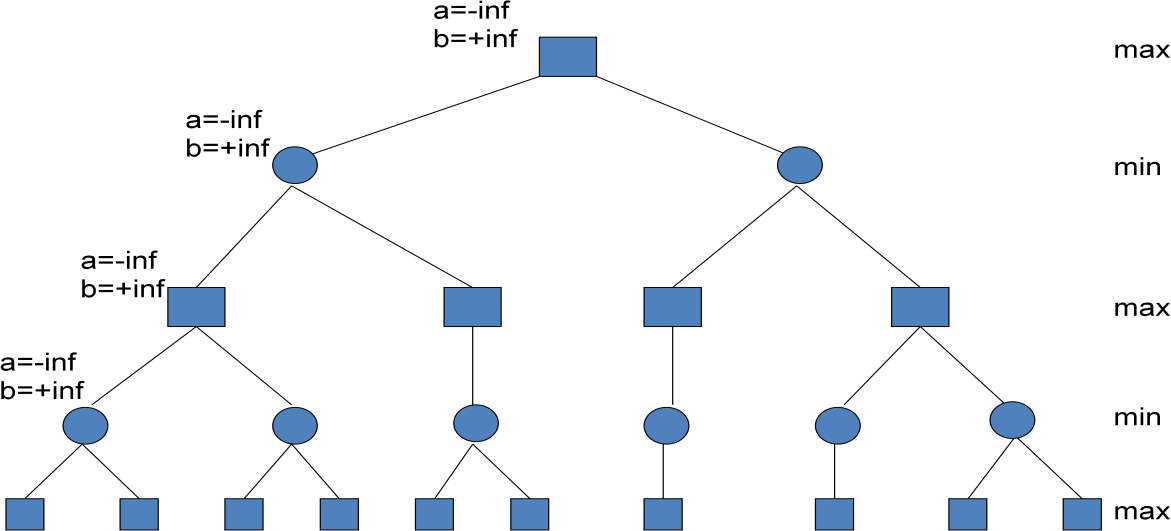 a=-inf
b=+inf
max
a=-inf
b=+inf
min
a=-inf
b=+inf
max
a=-inf
b=+inf
min
max